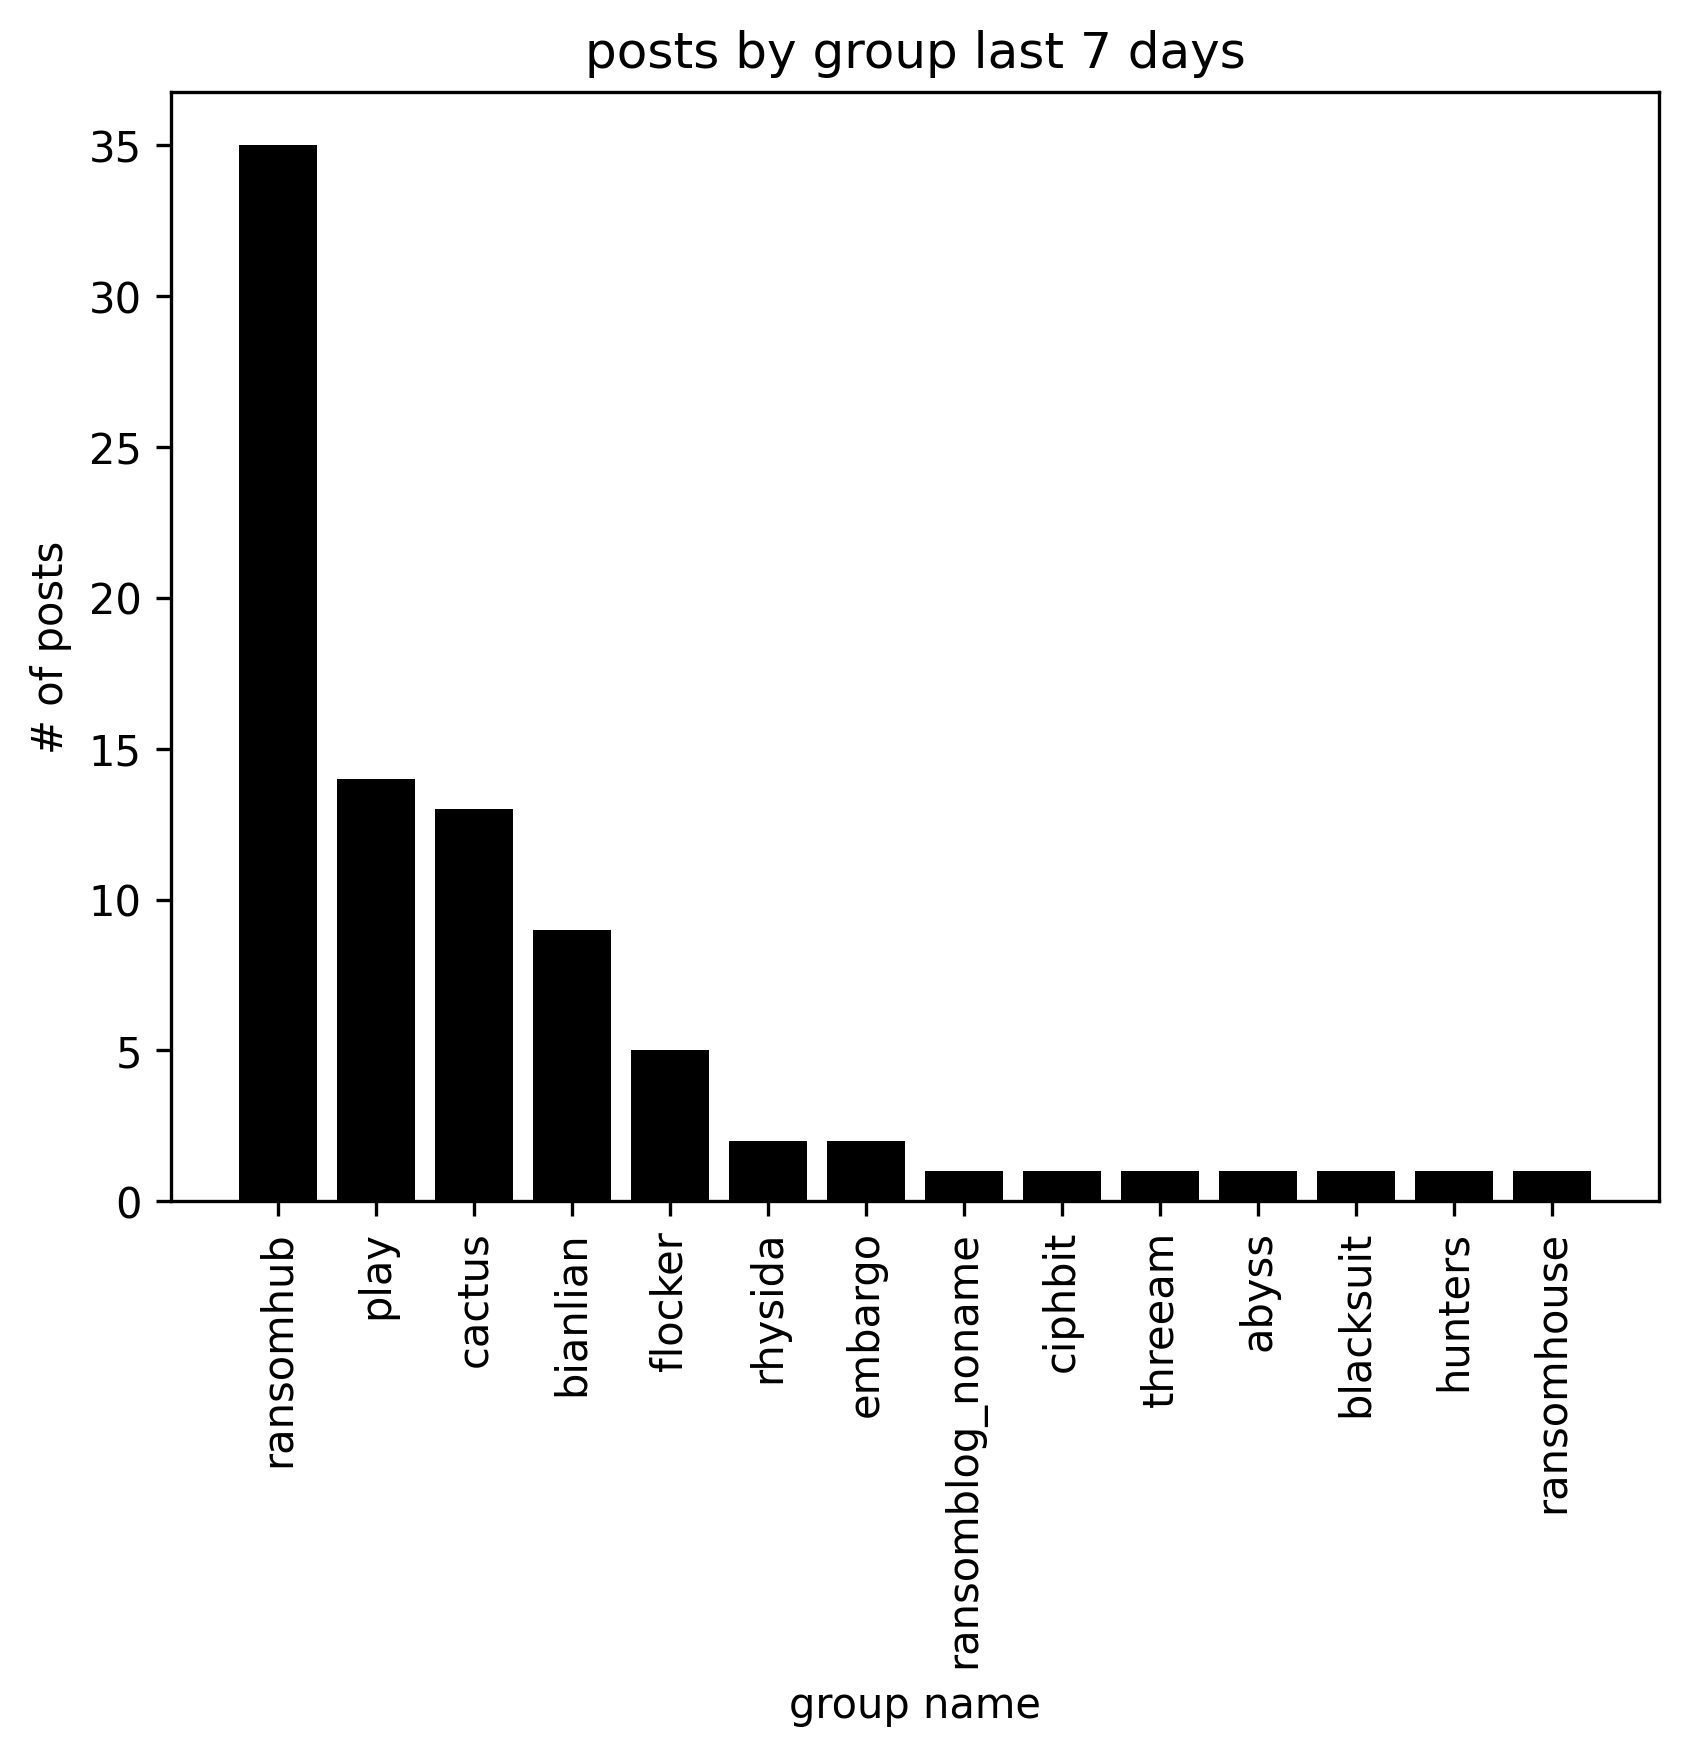 posts by group last 7 days
# of posts
35
30
25
20
15
10
5
0
ransomhub
play
cactus
bianlian
flocker
rhysida
embargo
ransomblog_noname
ciphbit
threeam
abyss
blacksuit
hunters
ransomhouse
group name